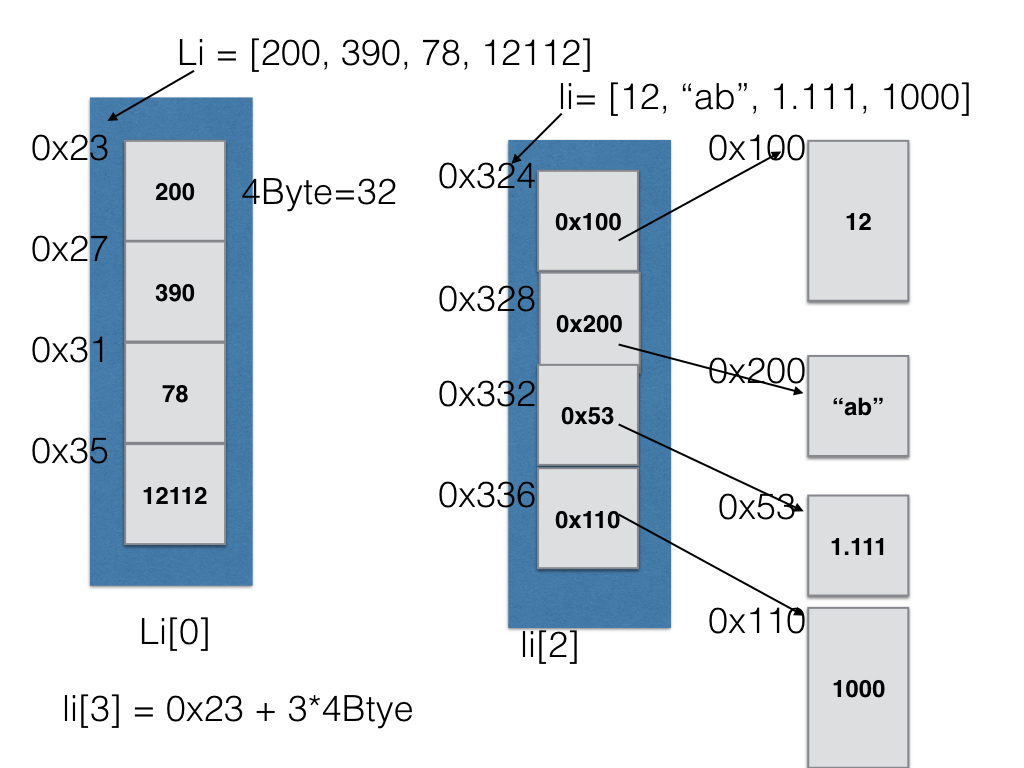 Li = [200, 390, 78, 12112]
0x23
200
4Byte=32
0x27
390
0x31
78
0x35
12112
Li[0]
li[3] = 0x23 + 3*4Btye
li= [12, “ab”, 1.111, 1000]
0x324
0x100
0x328
0x200
0x332
0x53
0x336
0x110
li[2]
0x100
12
0x200
“ab”
0x53
1.111
0x110
1000